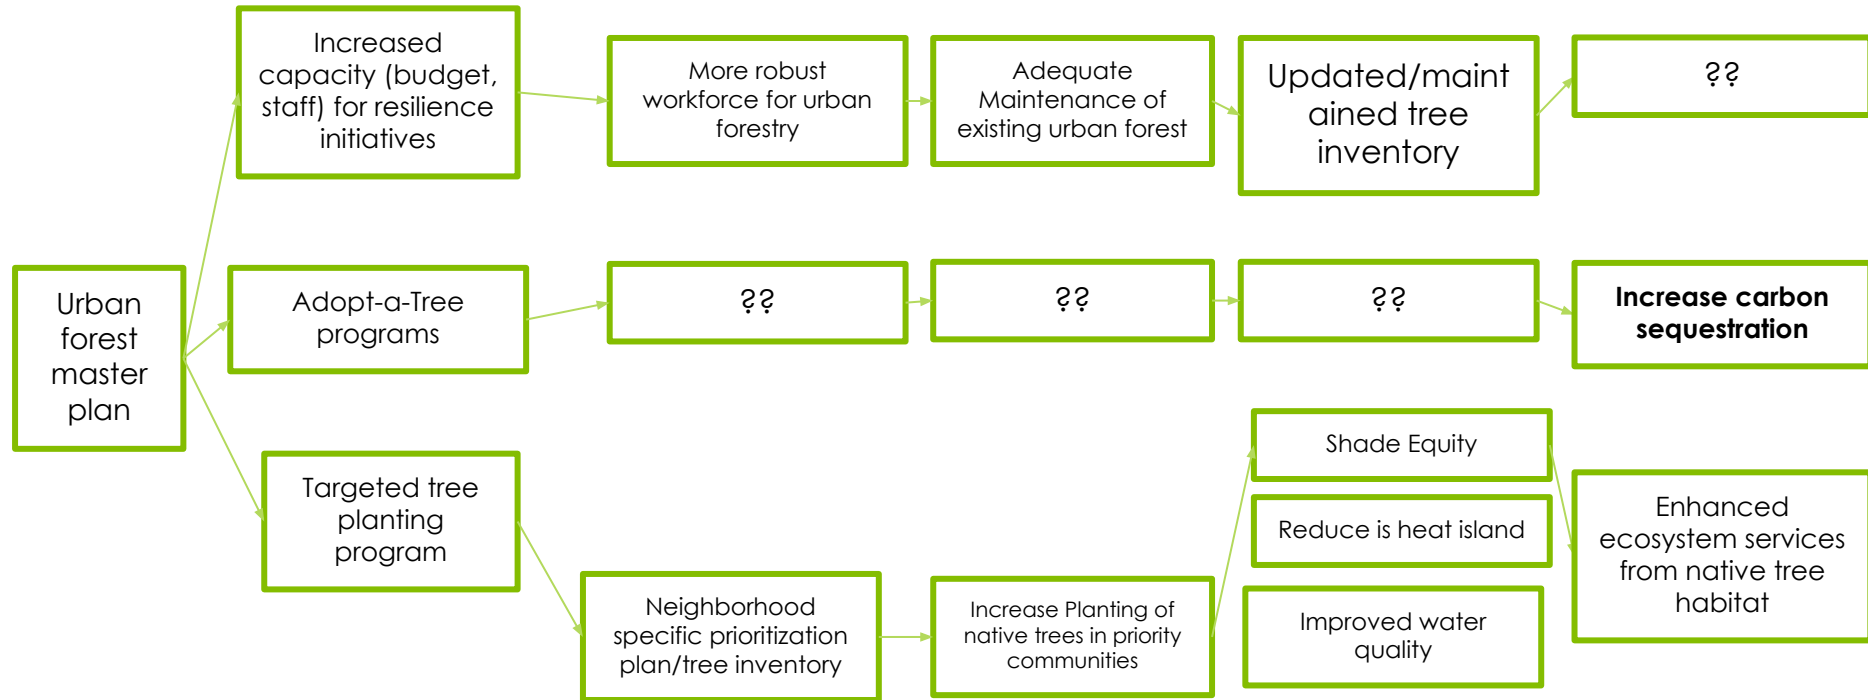 Increased
capacity (budget,
staff) for resilience
initiatives
More robust
workforce for urban
forestry
Adequate
Maintenance of
existing urban forest
Updated/maint
ained tree
inventory
??
Urban
forest
master
plan
Adopt-a-Tree
programs
??
??
??
Increase carbon
sequestration
Targeted tree
planting
program
Neighborhood
specific prioritization
plan/tree inventory
Increase Planting of
native trees in priority
communities
Shade Equity
Reduce is heat island
Improved water
quality
Enhanced
ecosystem services
from native tree
habitat